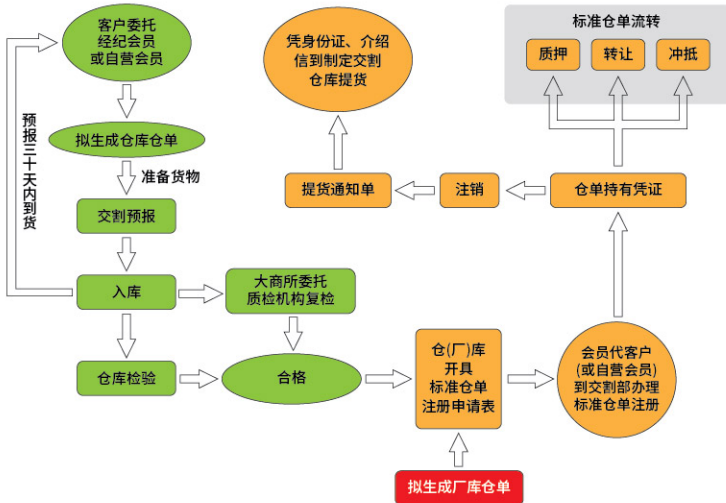 客户委托
经纪会员
或自营会员
凭身份证、介绍
信到制定交割
仓库提货
标准仓单流转
质押
转让
冲抵
预报三十天内到货
拟生成仓库仓单
准备货物
提货通知单
注销
仓单持有凭证
交割预报
入库
大商所委托
质检机构复检
仓库检验
合格
仓(厂)库
开具
标准仓单
注册申请表
会员代客户
(或自营会员)
到交割部办理
标准仓单注册
拟生成厂库仓单